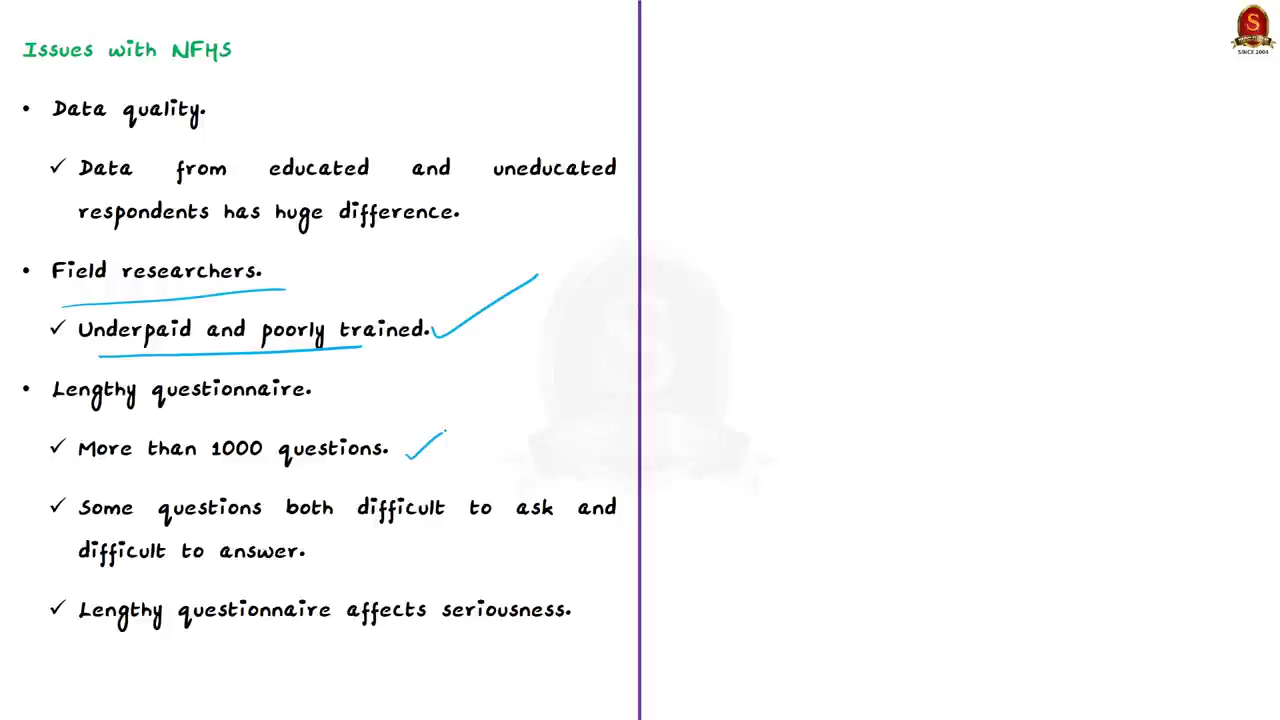 Issues with NFHS
• Data quality.
✓ Data from educated and uneducated
respondents has huge difference.
• Field researchers.
✓ Underpaid and poorly trained.
• Lengthy questionnaire.
✓ More than 1000 questions.
✓ Some questions both difficult to ask and
difficult to answer.
✓ Lengthy questionnaire affects seriousness.
S
SINCE 2004